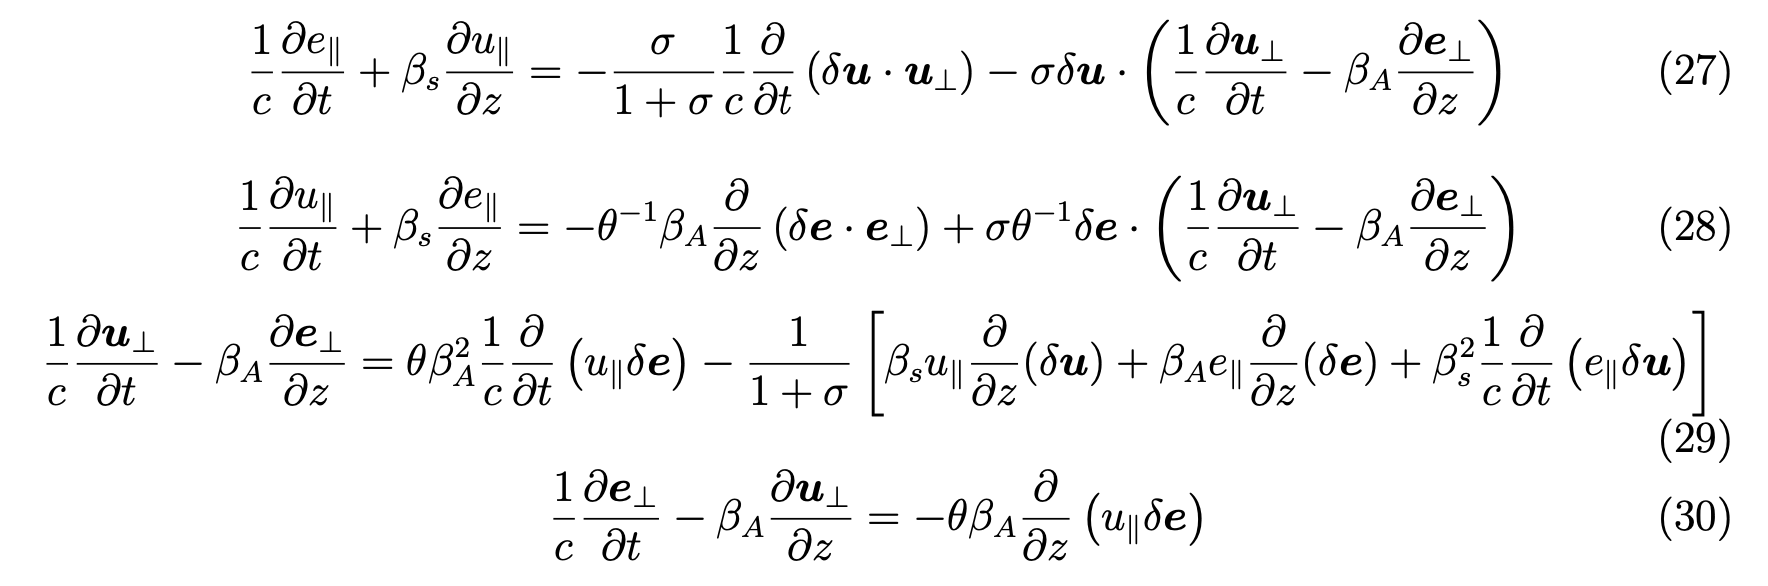 \frac{1}{c}\frac{\partial e_{\parallel}}{\partial t} + \beta_s \frac{\partial u_{\parallel}}{\partial z} = -\frac{\sigma}{1+\sigma}\frac{1}{c}\frac{\partial}{\partial t}\left(\delta\boldsymbol{u}\cdot\boldsymbol{u}_{\perp}\right) - \sigma\delta\boldsymbol{u}\cdot\left(\frac{1}{c}\frac{\partial \boldsymbol{u}_{\perp}}{\partial t} - \beta_A\frac{\partial \boldsymbol{e}_{\perp}}{\partial z}\right) (27)
\frac{1}{c}\frac{\partial u_{\parallel}}{\partial t} + \beta_s \frac{\partial e_{\parallel}}{\partial z} = -\theta^{-1}\beta_A\frac{\partial}{\partial z}\left(\delta\boldsymbol{e}\cdot\boldsymbol{e}_{\perp}\right) + \sigma\theta^{-1}\delta\boldsymbol{e}\cdot\left(\frac{1}{c}\frac{\partial \boldsymbol{u}_{\perp}}{\partial t} - \beta_A\frac{\partial \boldsymbol{e}_{\perp}}{\partial z}\right) (28)
\frac{1}{c}\frac{\partial \boldsymbol{u}_{\perp}}{\partial t} - \beta_A\frac{\partial \boldsymbol{e}_{\perp}}{\partial z} = \theta\beta_A^2\frac{1}{c}\frac{\partial}{\partial t}\left(u_{\parallel}\delta\boldsymbol{e}\right) - \frac{1}{1+\sigma}\left[\beta_s u_{\parallel}\frac{\partial}{\partial z}(\delta\boldsymbol{u}) + \beta_A e_{\parallel}\frac{\partial}{\partial z}(\delta\boldsymbol{e}) + \beta_s^2\frac{1}{c}\frac{\partial}{\partial t}\left(e_{\parallel}\delta\boldsymbol{u}\right)\right]
(29)
\frac{1}{c}\frac{\partial \boldsymbol{e}_{\perp}}{\partial t} - \beta_A\frac{\partial \boldsymbol{u}_{\perp}}{\partial z} = -\theta\beta_A\frac{\partial}{\partial z}\left(u_{\parallel}\delta\boldsymbol{e}\right) (30)